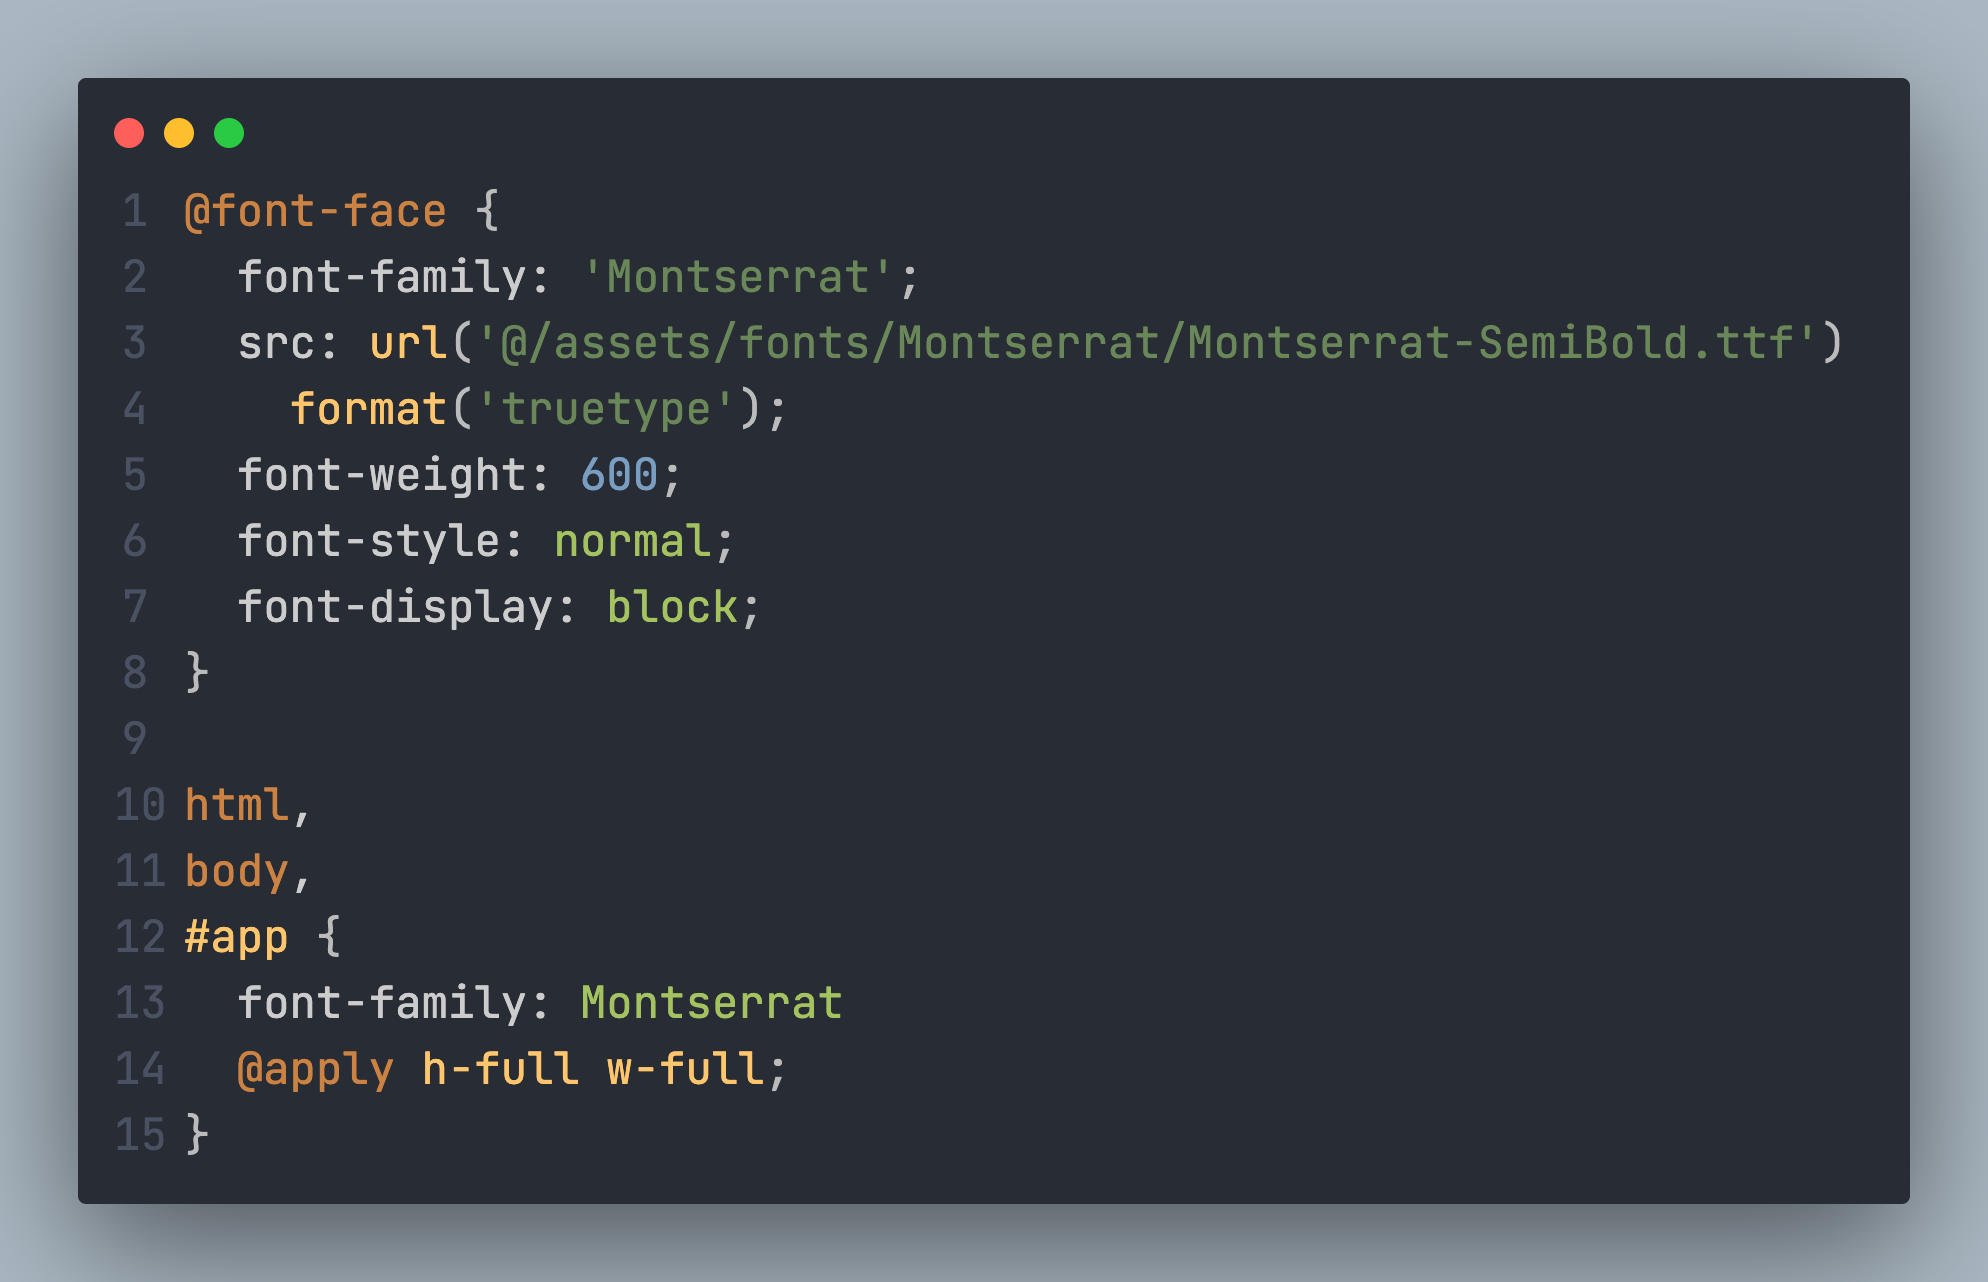 1 @font-face {
2   font-family: 'Montserrat';
3   src: url('@/assets/fonts/Montserrat/Montserrat-SemiBold.ttf')
4     format('truetype');
5   font-weight: 600;
6   font-style: normal;
7   font-display: block;
8 }
9
10 html,
11 body,
12 #app {
13   font-family: Montserrat
14   @apply h-full w-full;
15 }